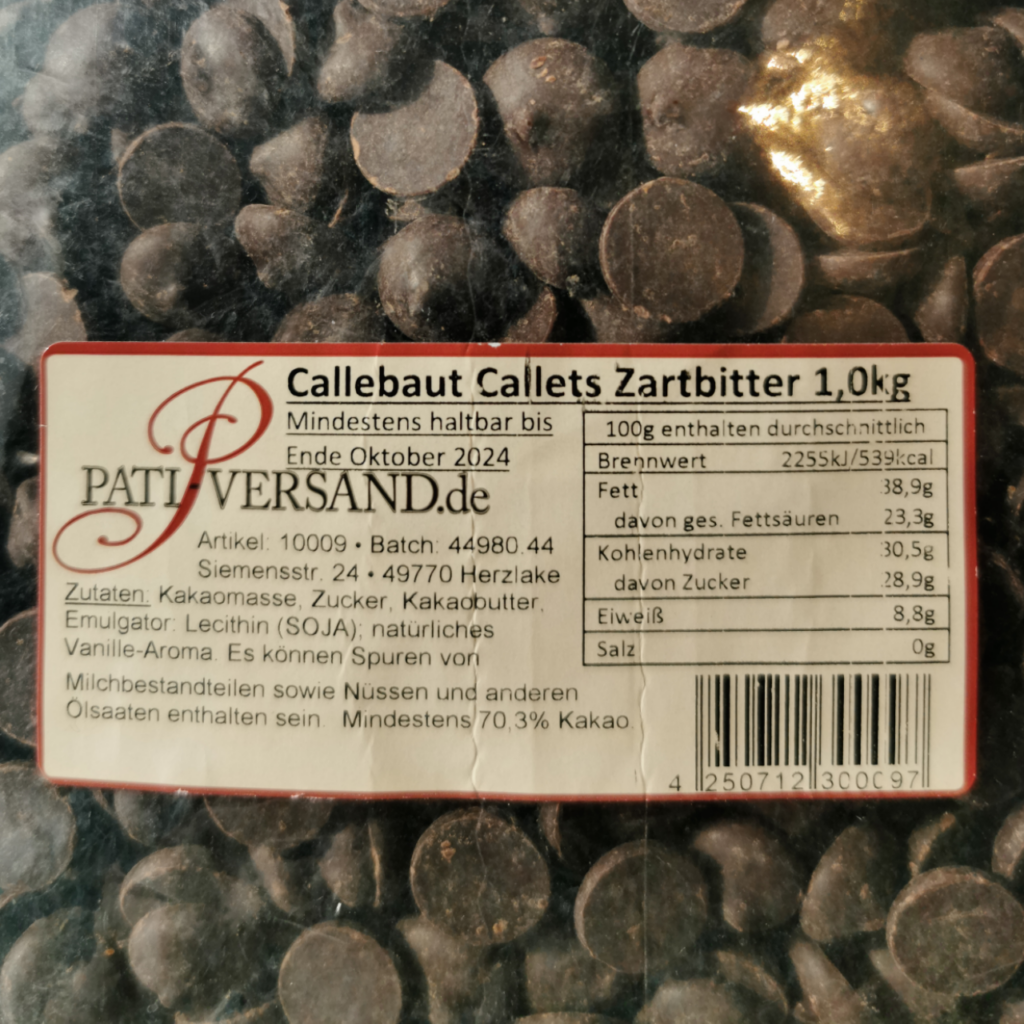 Callebaut Callets Zartbitter 1,0kg
Mindestens haltbar bis
Ende Oktober 2024
PATI-VERSAND.de
Artikel: 10009 • Batch: 44980.44
Siemensstr. 24 • 49770 Herzlake
Zutaten: Kakaomasse, Zucker, Kakaobutter,
Emulgator: Lecithin (SOJA); natürliches
Vanille-Aroma. Es können Spuren von
Milchbestandteilen sowie Nüssen und anderen
Ölsaaten enthalten sein. Mindestens 70,3% Kakao.
100g enthalten durchschnittlich
Brennwert 2255kJ/539kcal
Fett 38,9g
davon ges. Fettsäuren 23,3g
Kohlenhydrate 30,5g
davon Zucker 28,9g
Eiweiß 8,8g
Salz 0g
4 250712 300097